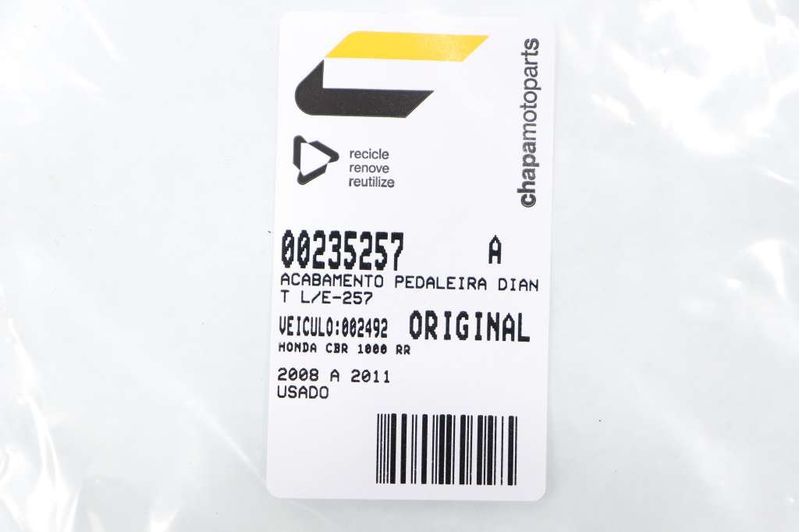 chapamotoparts
recicle
renove
reutilize
00235257 A
ACABAMENTO PEDALEIRA DIAN
T L/E-257
VEICULO:002492 ORIGINAL
HONDA CBR 1000 RR
2008 A 2011
USADO